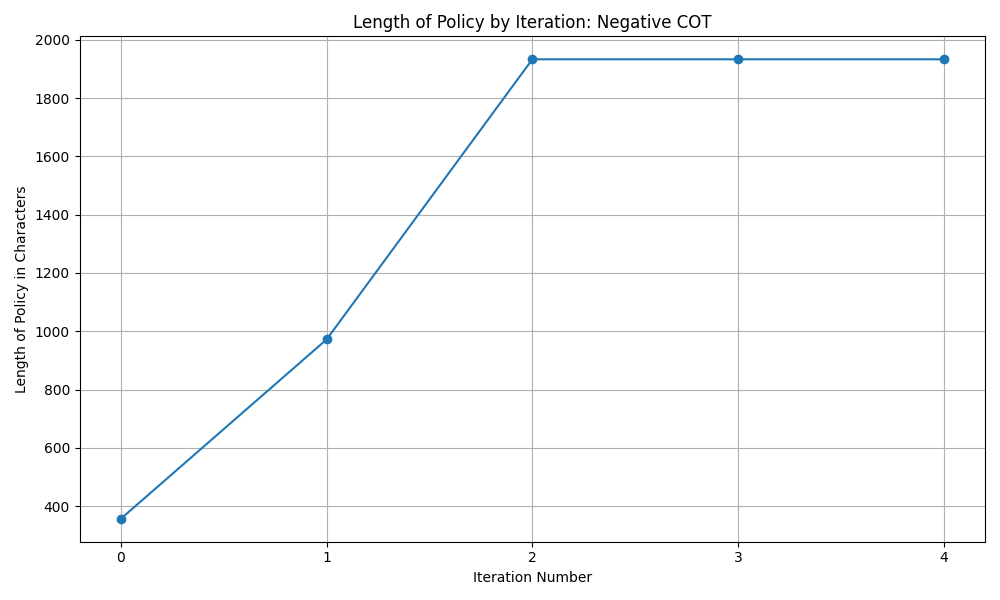 Length of Policy by Iteration: Negative COT
2000
1800
1600
1400
1200
1000
800
600
400
Length of Policy in Characters
0 1 2 3 4
Iteration Number